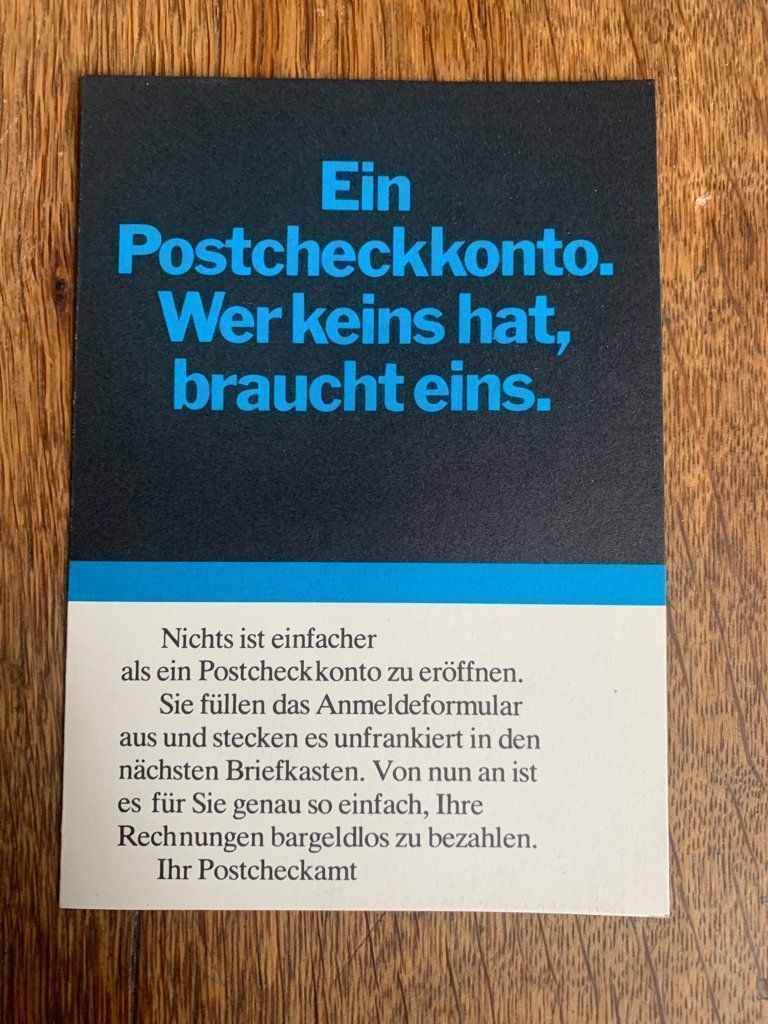 Ein
Postcheckkonto.
Wer keins hat,
braucht eins.
Nichts ist einfacher
als ein Postcheckkonto zu eröffnen.
Sie füllen das Anmeldeformular
aus und stecken es unfrankiert in den
nächsten Briefkasten. Von nun an ist
es für Sie genau so einfach, Ihre
Rechnungen bargeldlos zu bezahlen.
Ihr Postcheckamt